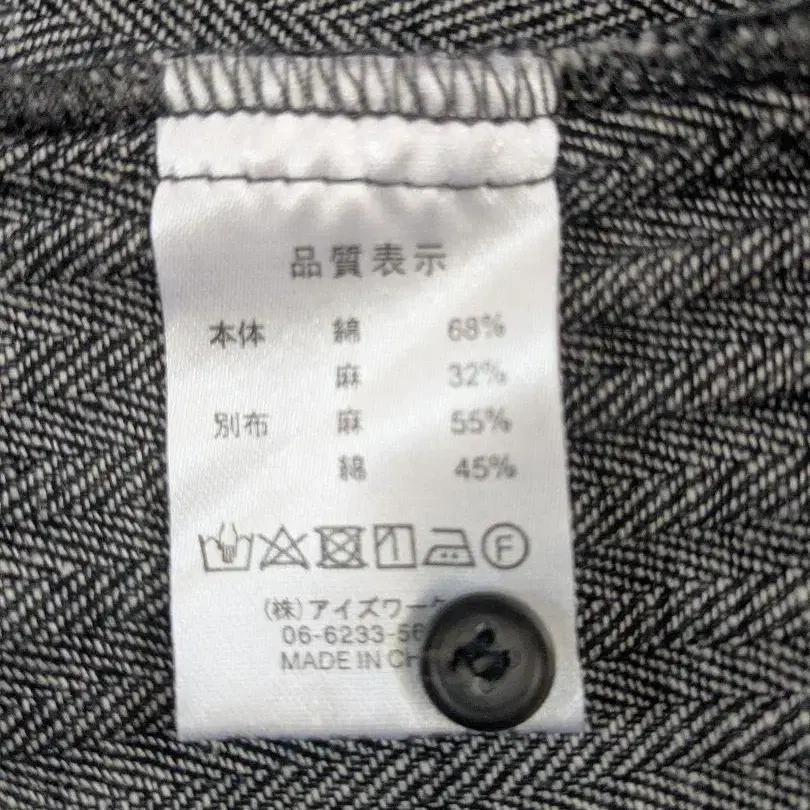 品質表示
本体 綿 68%
麻 32%
別布 麻 55%
綿 45%
F
(株)アイズワー
06-6233-56
MADE IN CH